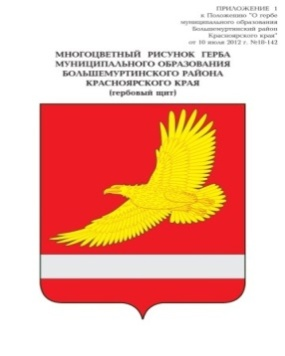 ПРИЛОЖЕНИЕ 1
к Положению "О гербе
муниципального образования
большемуртинский район
Красноярского края"
от 10 июля 2012 г. №18-142
МНОГОЦВЕТНЫЙ РИСУНОК ГЕРБА
МУНИЦИПАЛЬНОГО ОБРАЗОВАНИЯ
БОЛЬШЕМУРТИНСКОГО РАЙОНА
КРАСНОЯРСКОГО КРАЯ
(гербовый щит)